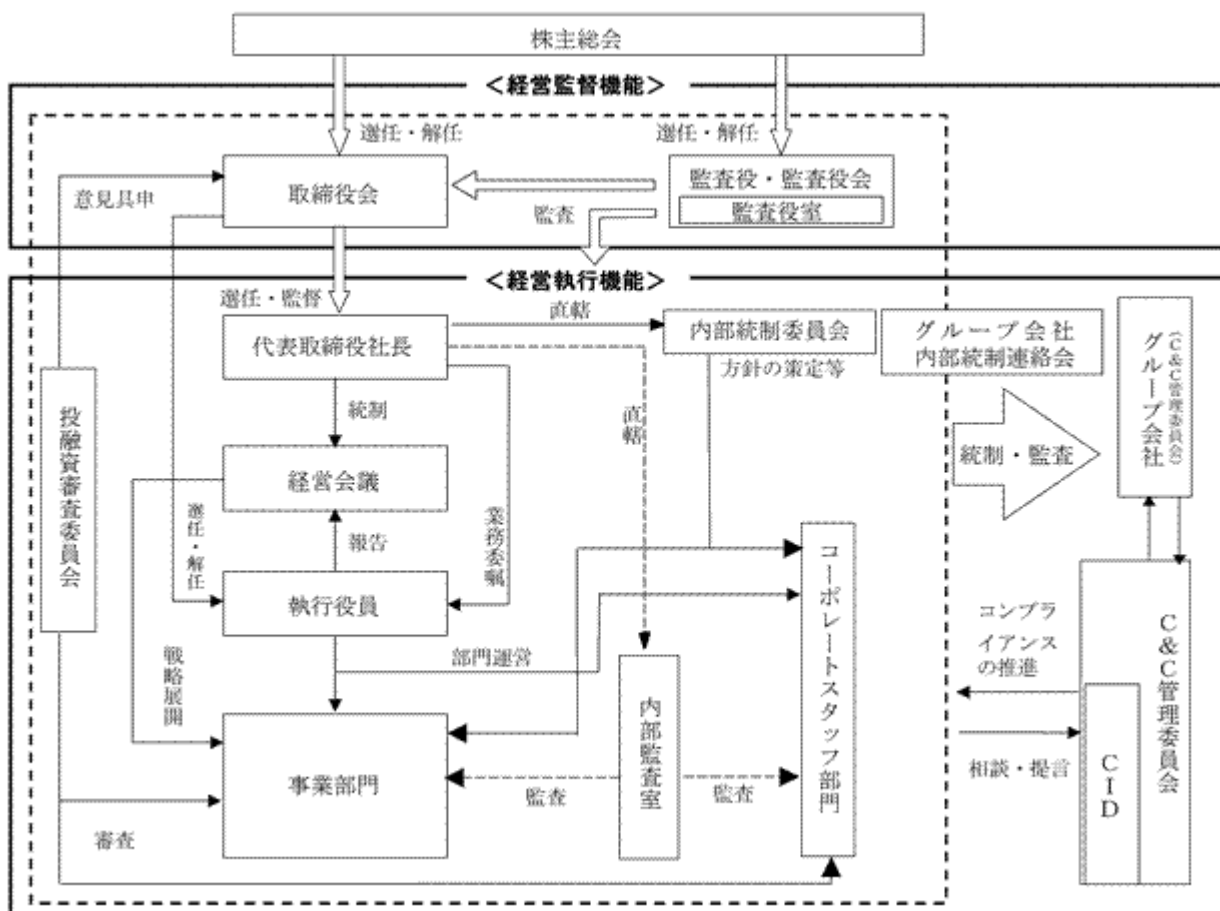 株主総会
＜経営監督機能＞
選任・解任
選任・解任
意見具申
取締役会
監査役・監査役会
監査役室
監査
＜経営執行機能＞
選任・監督
直轄
代表取締役社長
内部統制委員会
グループ会社
内部統制連絡会
グループ会社
（C&C管理委員会）
方針の策定等
投融資審査委員会
統制
直轄
統制・監査
経営会議
選任・解任
報告
業務委嘱
コーポレートスタッフ部門
執行役員
戦略展開
部門運営
コンプラ
イアンス
の推進
C&C管理委員会
内部監査室
事業部門
相談・提言
CID
監査
監査
審査